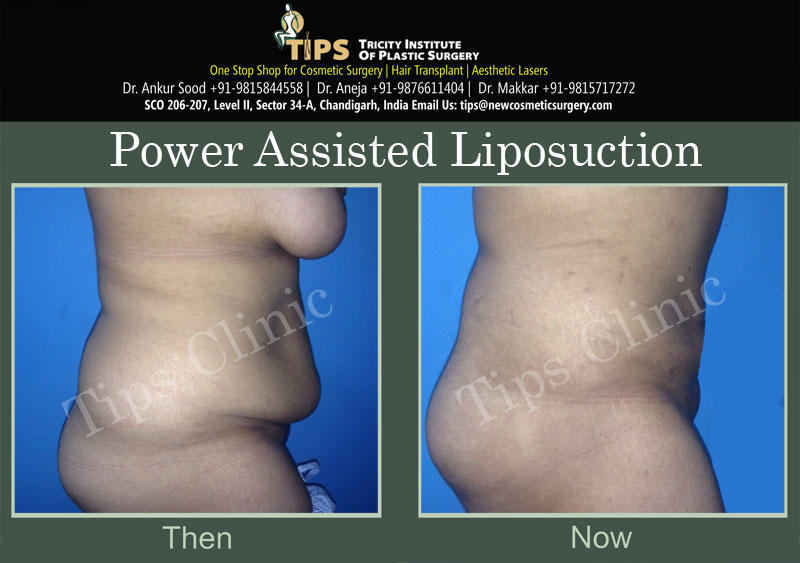 TIPS TRICITY INSTITUTE
OF PLASTIC SURGERY
One Stop Shop for Cosmetic Surgery | Hair Transplant | Aesthetic Lasers
Dr. Ankur Sood +91-9815844558 | Dr. Aneja +91-9876611404 | Dr. Makkar +91-9815717272
SCO 206-207, Level II, Sector 34-A, Chandigarh, India Email Us: tips@newcosmeticsurgery.com
Power Assisted Liposuction
Tips Clinic
Tips Clinic
Then
Now